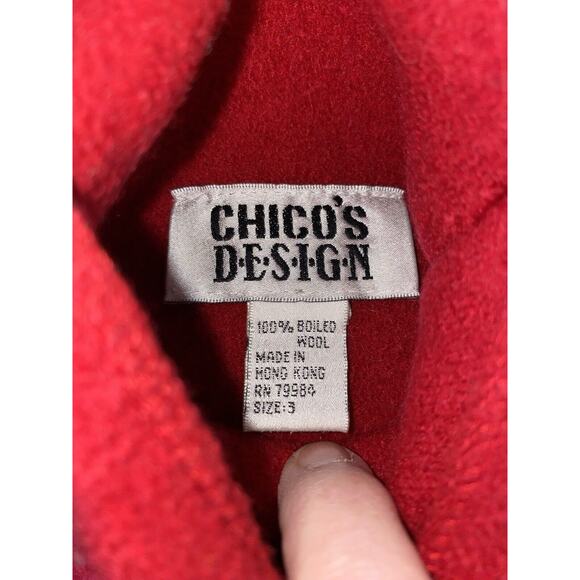 CHICO'S
D·E·S·I·G·N
100% BOILED
WOOL
MADE IN
HONG KONG
RN 79984
SIZE:3